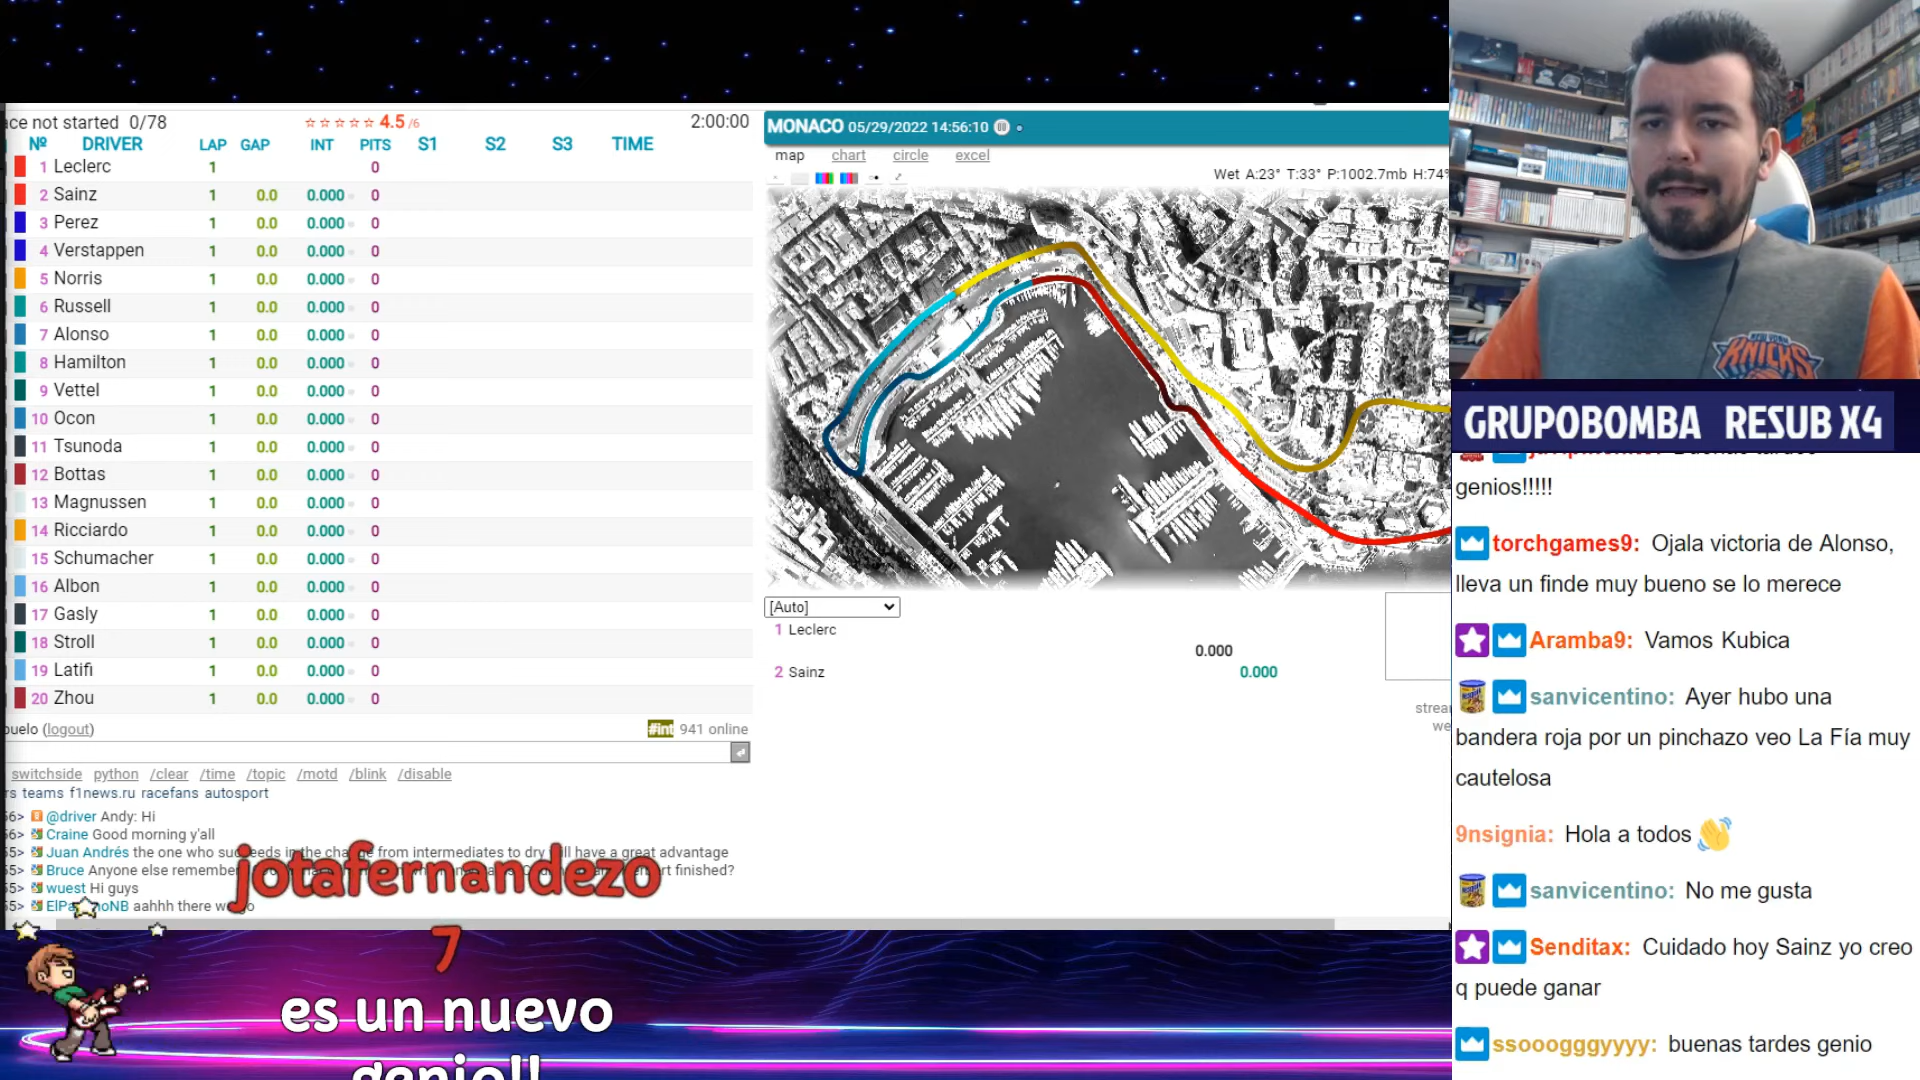 ace not started 0/78
☆☆☆☆☆ 4.5 /6
2:00:00
Nº DRIVER LAP GAP INT PITS S1 S2 S3 TIME
1 Leclerc 1 0
2 Sainz 1 0.0 0.000 0
3 Perez 1 0.0 0.000 0
4 Verstappen 1 0.0 0.000 0
5 Norris 1 0.0 0.000 0
6 Russell 1 0.0 0.000 0
7 Alonso 1 0.0 0.000 0
8 Hamilton 1 0.0 0.000 0
9 Vettel 1 0.0 0.000 0
10 Ocon 1 0.0 0.000 0
11 Tsunoda 1 0.0 0.000 0
12 Bottas 1 0.0 0.000 0
13 Magnussen 1 0.0 0.000 0
14 Ricciardo 1 0.0 0.000 0
15 Schumacher 1 0.0 0.000 0
16 Albon 1 0.0 0.000 0
17 Gasly 1 0.0 0.000 0
18 Stroll 1 0.0 0.000 0
19 Latifi 1 0.0 0.000 0
20 Zhou 1 0.0 0.000 0
(logout)
#int 941 online
switchside python /clear /time /topic /motd /blink /disable
teams f1news.ru racefans autosport
@driver Andy: Hi
Craine Good morning y'all
Juan Andrés the one who succeeds in the change from intermediates to dry will have a great advantage
Bruce Anyone else remember finished?
wuest Hi guys
aahhh there we go
jotafernandezo
7
es un nuevo
genio!!
MONACO 05/29/2022 14:56:10
map chart circle excel
Wet A:23° T:33° P:1002.7mb H:74°
[Auto]
1 Leclerc
0.000
2 Sainz
0.000
KNICKS
GRUPOBOMBA RESUB X4
genios!!!!!
torchgames9: Ojala victoria de Alonso,
lleva un finde muy bueno se lo merece
Aramba9: Vamos Kubica
sanvicentino: Ayer hubo una
bandera roja por un pinchazo veo La Fía muy
cautelosa
9nsignia: Hola a todos 👋
sanvicentino: No me gusta
Senditax: Cuidado hoy Sainz yo creo
q puede ganar
ssooogggyyyy: buenas tardes genio